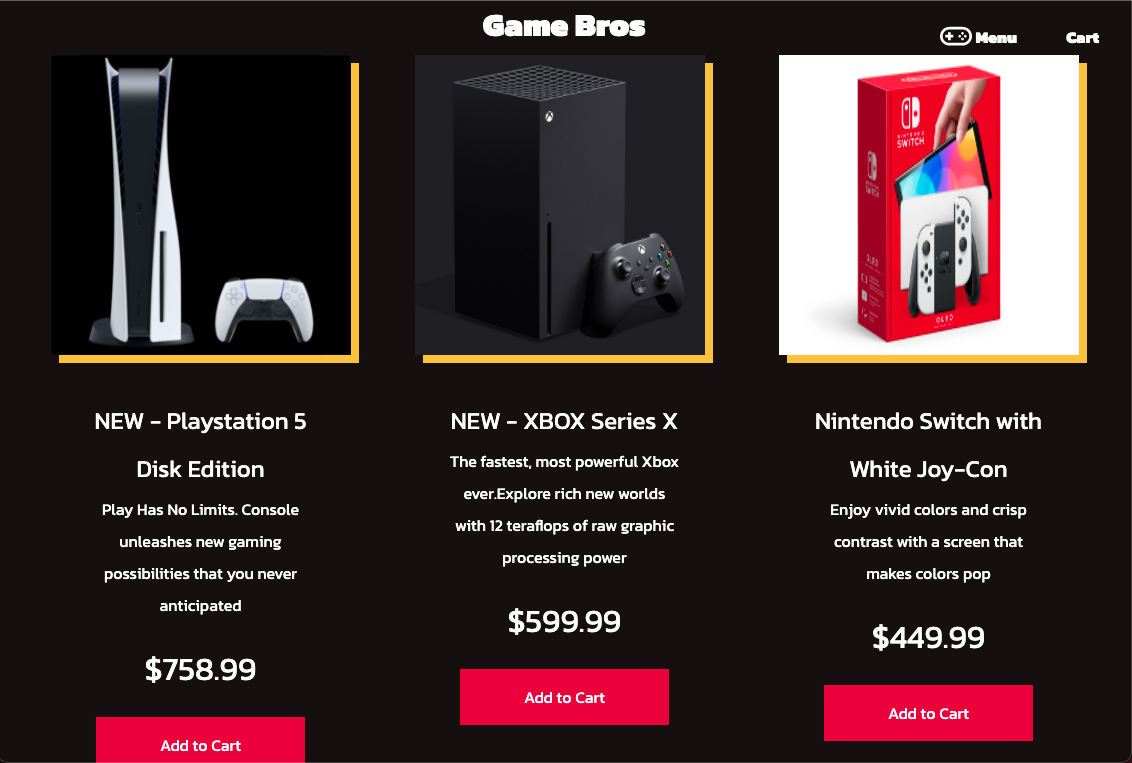 Game Bros
Menu
Cart
NINTENDO
SWITCH
OLED
NEW - Playstation 5
Disk Edition
Play Has No Limits. Console
unleashes new gaming
possibilities that you never
anticipated
$758.99
Add to Cart
NEW - XBOX Series X
The fastest, most powerful Xbox
ever.Explore rich new worlds
with 12 teraflops of raw graphic
processing power
$599.99
Add to Cart
Nintendo Switch with
White Joy-Con
Enjoy vivid colors and crisp
contrast with a screen that
makes colors pop
$449.99
Add to Cart